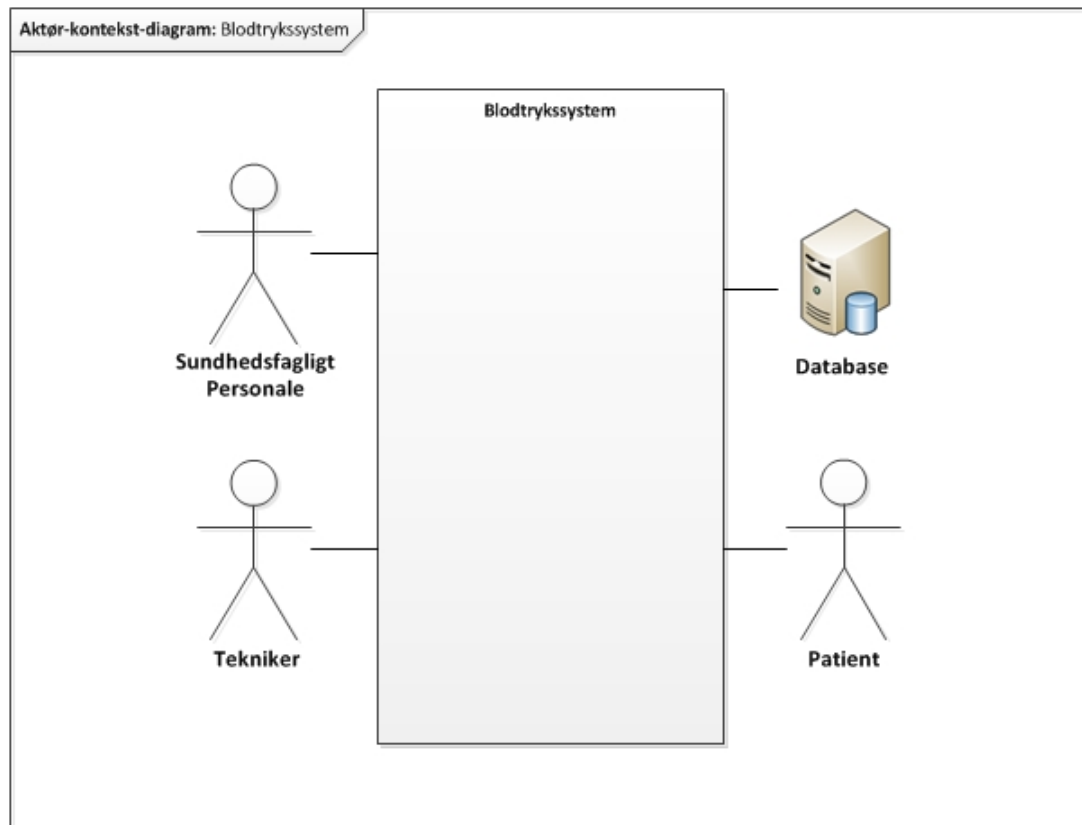 Aktør-kontekst-diagram: Blodtrykssystem
Blodtrykssystem
Sundhedsfagligt
Personale
Database
Tekniker
Patient